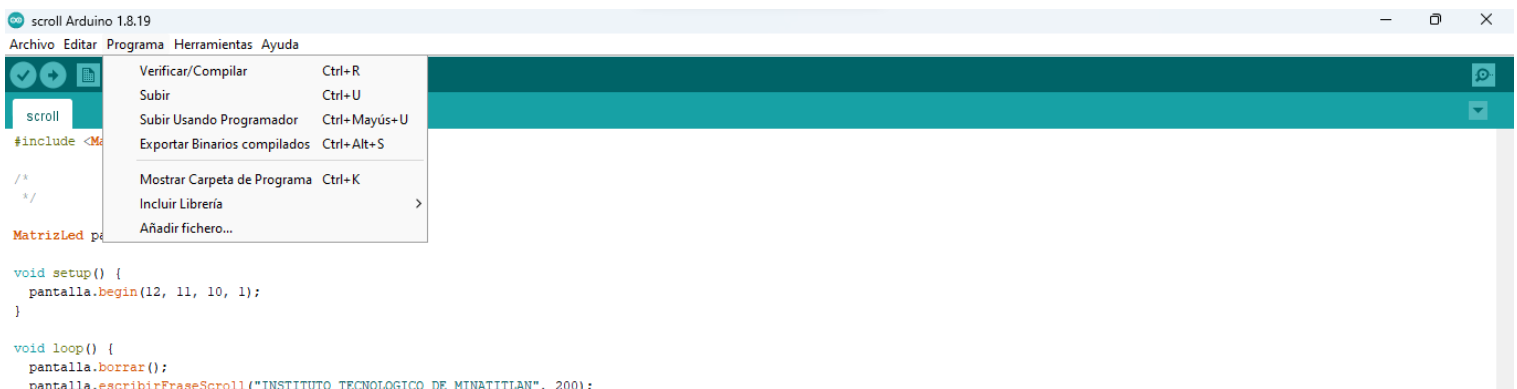 scroll Arduino 1.8.19
Archivo Editar Programa Herramientas Ayuda
Verificar/Compilar Ctrl+R
Subir Ctrl+U
Subir Usando Programador Ctrl+Mayús+U
Exportar Binarios compilados Ctrl+Alt+S
Mostrar Carpeta de Programa Ctrl+K
Incluir Librería
Añadir fichero...
scroll
#include
/*
*/
MatrizLed
void setup() {
pantalla.begin(12, 11, 10, 1);
}
void loop() {
pantalla.borrar();
pantalla.escribirFraseScroll("INSTITUTO TECNOLOGICO DE MINATITLAN", 200);